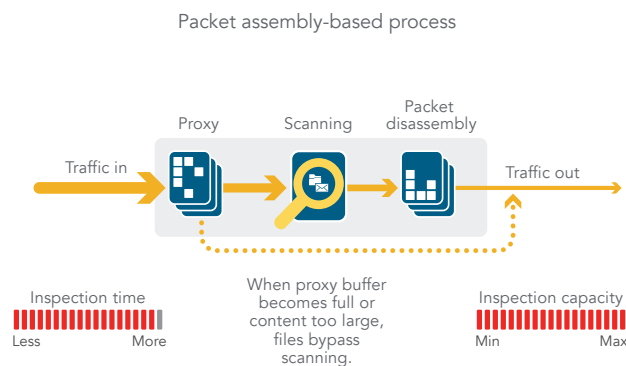 Packet assembly-based process
Proxy
Scanning
Packet
disassembly
Traffic in
Traffic out
When proxy buffer
becomes full or
content too large,
files bypass
scanning.
Inspection time
Less
More
Inspection capacity
Min
Max